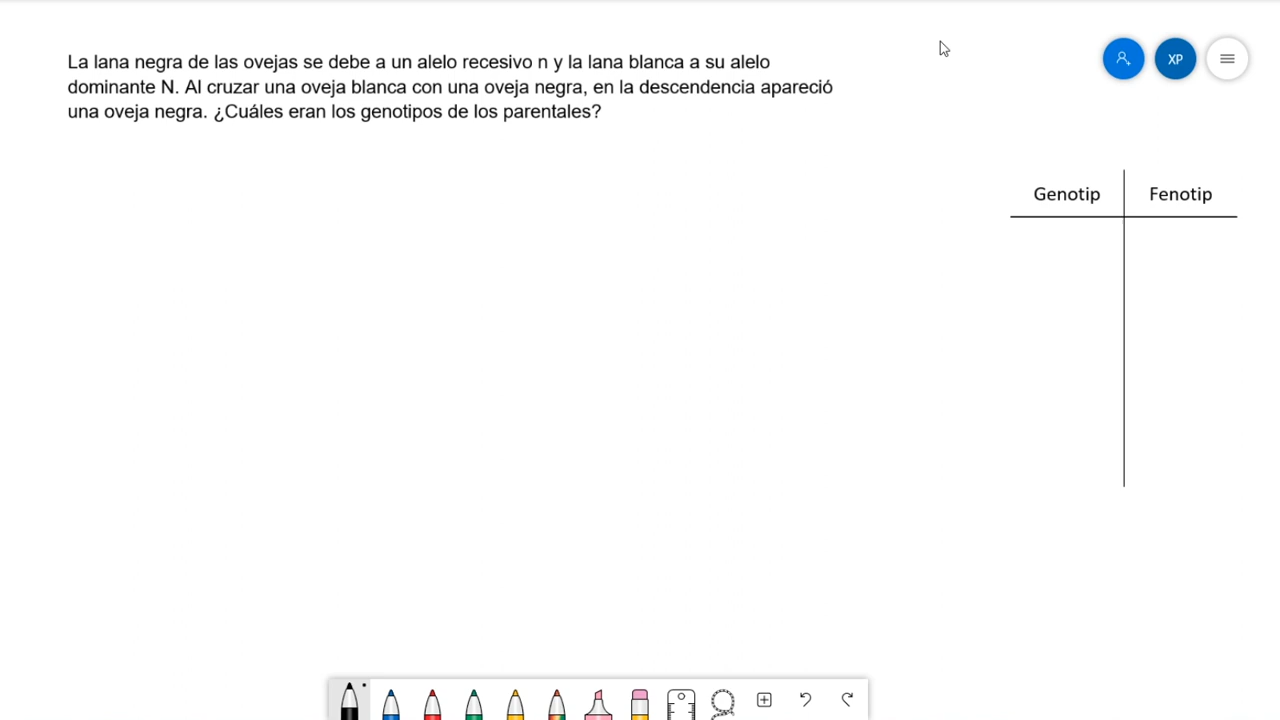 La lana negra de las ovejas se debe a un alelo recesivo n y la lana blanca a su alelo
dominante N. Al cruzar una oveja blanca con una oveja negra, en la descendencia apareció
una oveja negra. ¿Cuáles eran los genotipos de los parentales?
XP
Genotip Fenotip